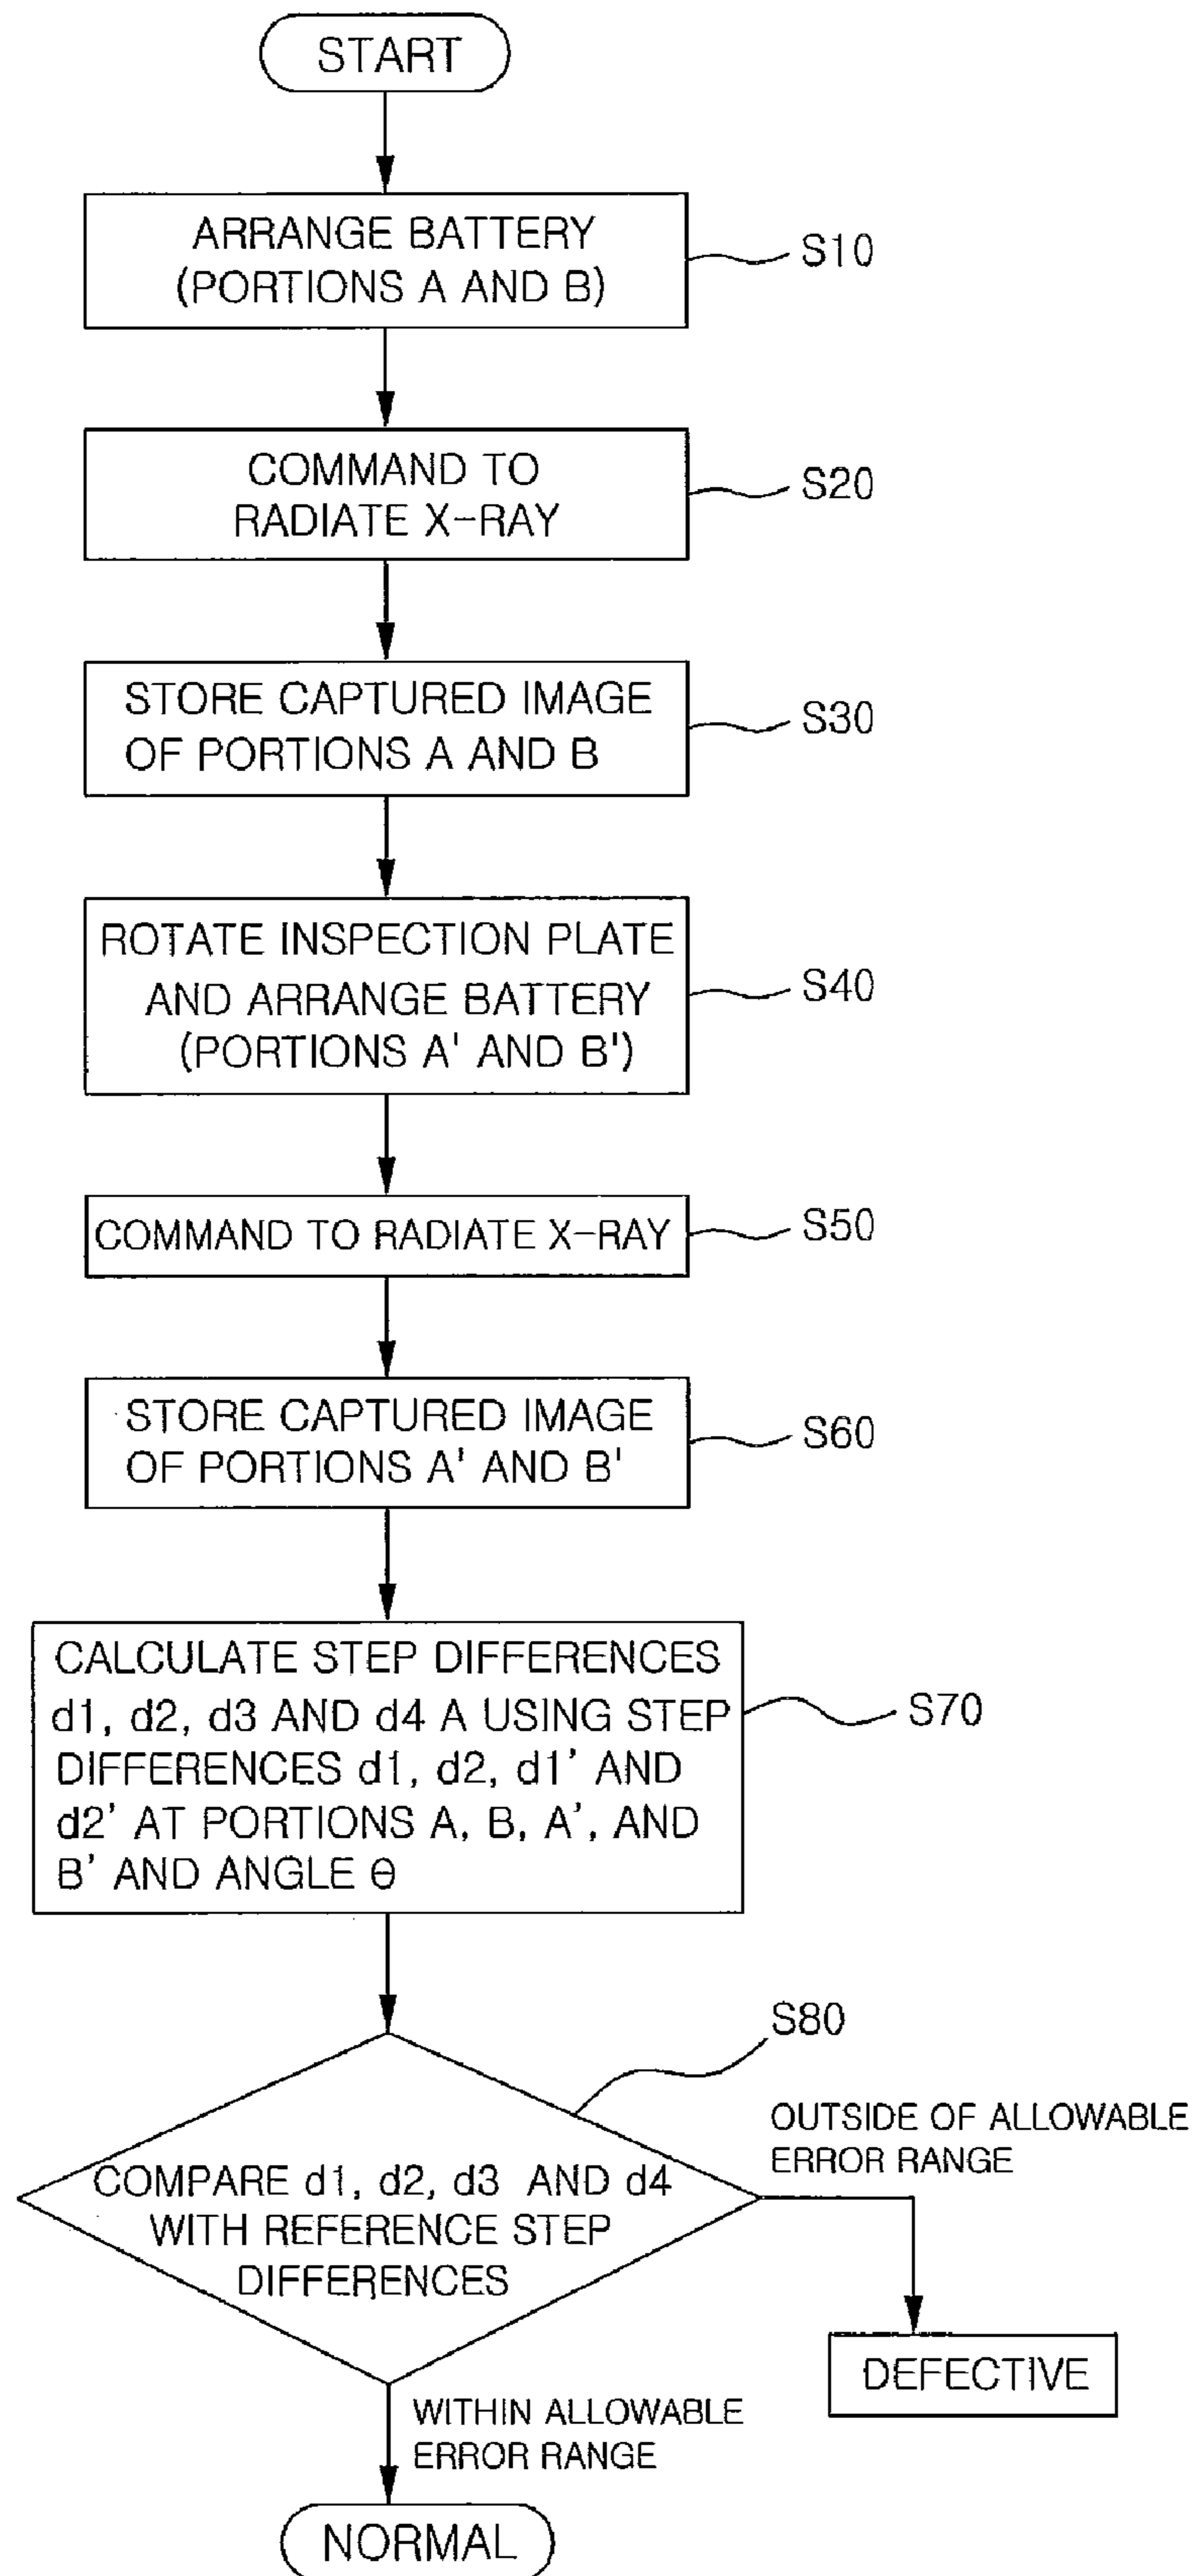 START
ARRANGE BATTERY
(PORTIONS A AND B)
S10
COMMAND TO
RADIATE X-RAY
S20
STORE CAPTURED IMAGE
OF PORTIONS A AND B
S30
ROTATE INSPECTION PLATE
AND ARRANGE BATTERY
(PORTIONS A' AND B')
S40
COMMAND TO RADIATE X-RAY
S50
STORE CAPTURED IMAGE
OF PORTIONS A' AND B'
S60
CALCULATE STEP DIFFERENCES
d1, d2, d3 AND d4 A USING STEP
DIFFERENCES d1, d2, d1' AND
d2' AT PORTIONS A, B, A', AND
B' AND ANGLE θ
S70
S80
COMPARE d1, d2, d3 AND d4
WITH REFERENCE STEP
DIFFERENCES
OUTSIDE OF ALLOWABLE
ERROR RANGE
DEFECTIVE
WITHIN ALLOWABLE
ERROR RANGE
NORMAL